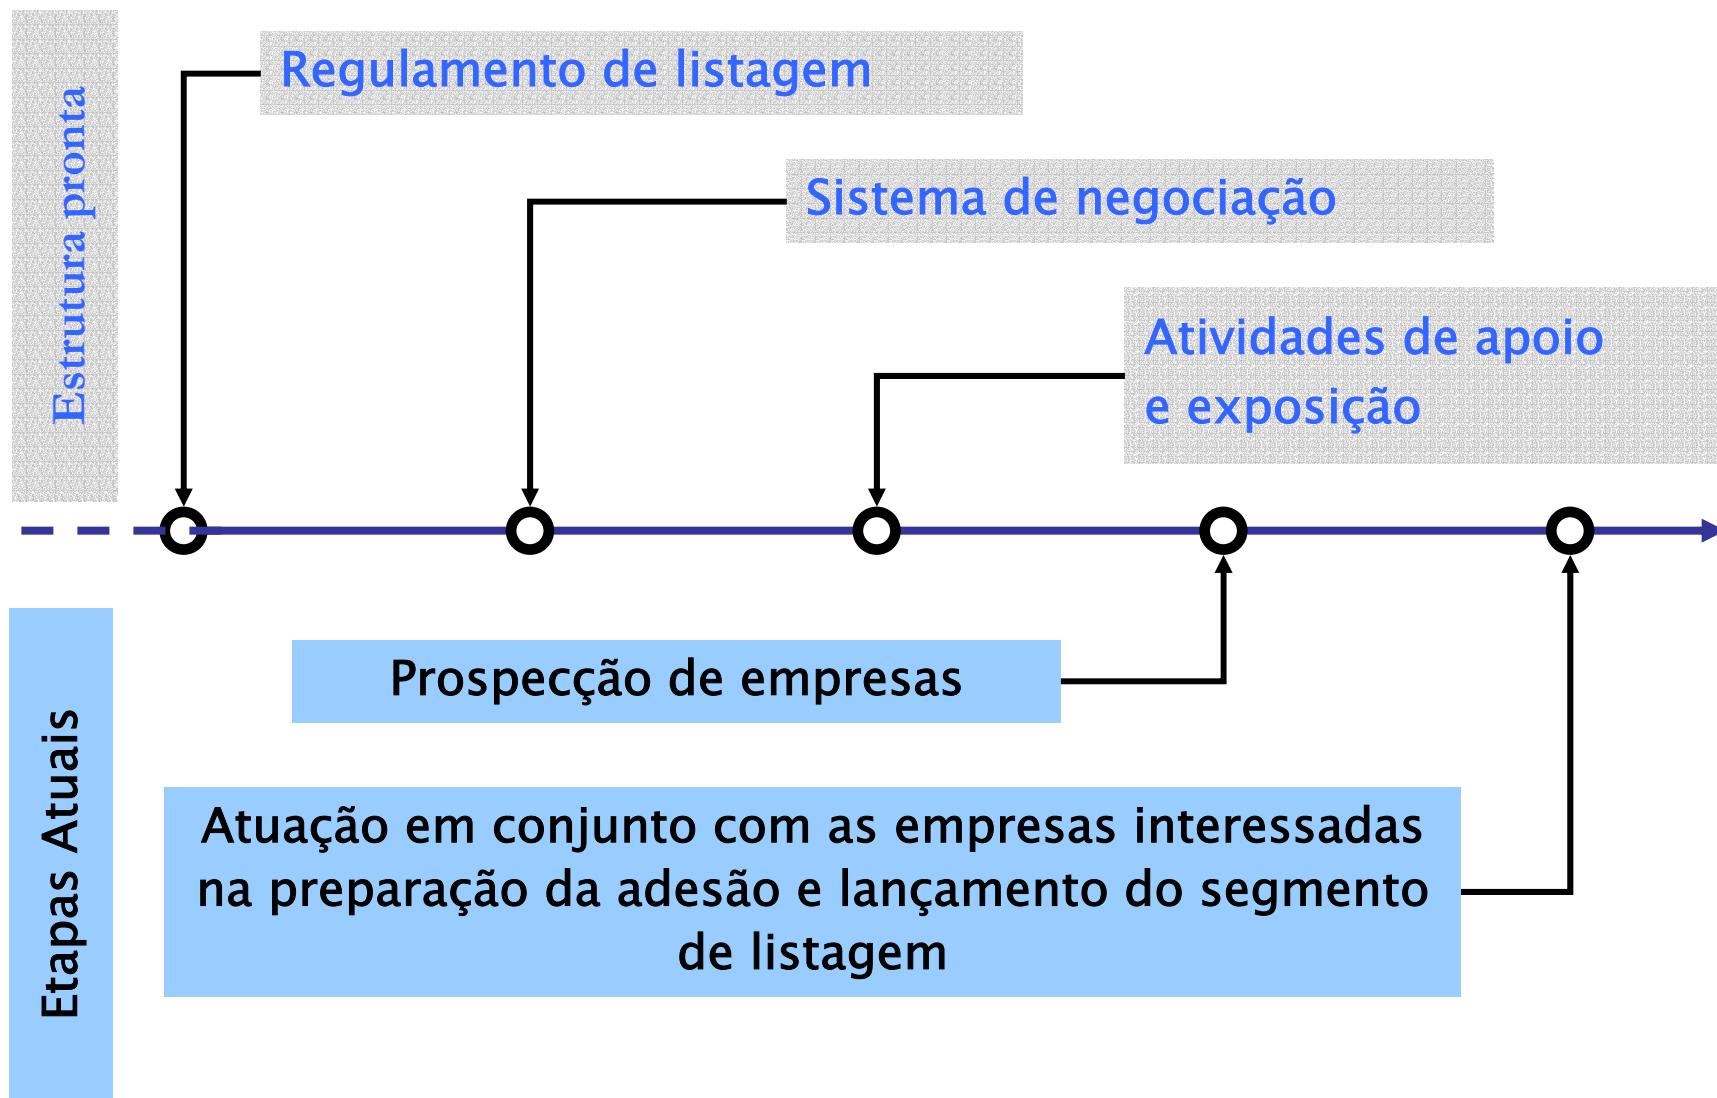 Estrutura pronta
Regulamento de listagem
Sistema de negociação
Atividades de apoio
e exposição
Etapas Atuais
Prospecção de empresas
Atuação em conjunto com as empresas interessadas
na preparação da adesão e lançamento do segmento
de listagem